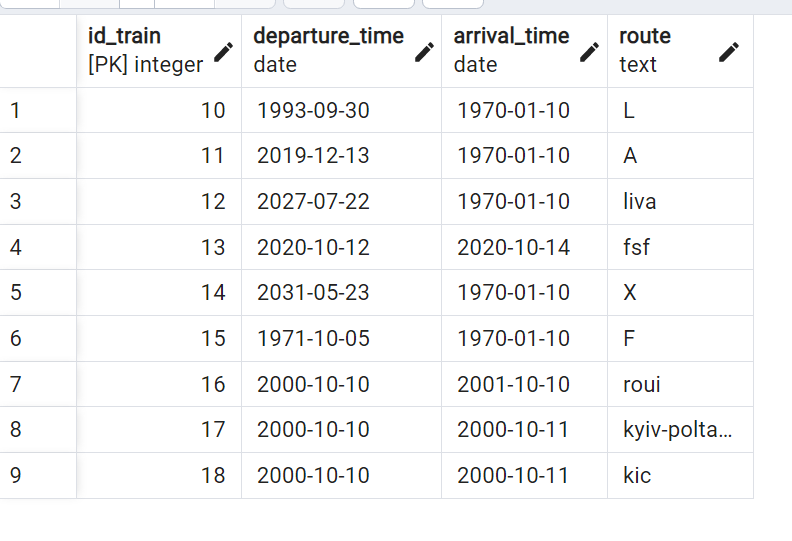 id_train departure_time arrival_time route
[PK] integer date date text
1 10 1993-09-30 1970-01-10 L
2 11 2019-12-13 1970-01-10 A
3 12 2027-07-22 1970-01-10 liva
4 13 2020-10-12 2020-10-14 fsf
5 14 2031-05-23 1970-01-10 X
6 15 1971-10-05 1970-01-10 F
7 16 2000-10-10 2001-10-10 roui
8 17 2000-10-10 2000-10-11 kyiv-polta...
9 18 2000-10-10 2000-10-11 kic